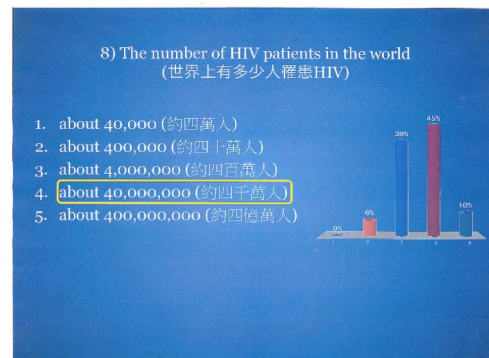 8) The number of HIV patients in the world
(世界上有多少人罹患HIV)
1. about 40,000 (約四萬人)
2. about 400,000 (約四十萬人)
3. about 4,000,000 (約四百萬人)
4. about 40,000,000 (約四千萬人)
5. about 400,000,000 (約四億萬人)
0%
6%
39%
45%
10%
1
2
3
4
5